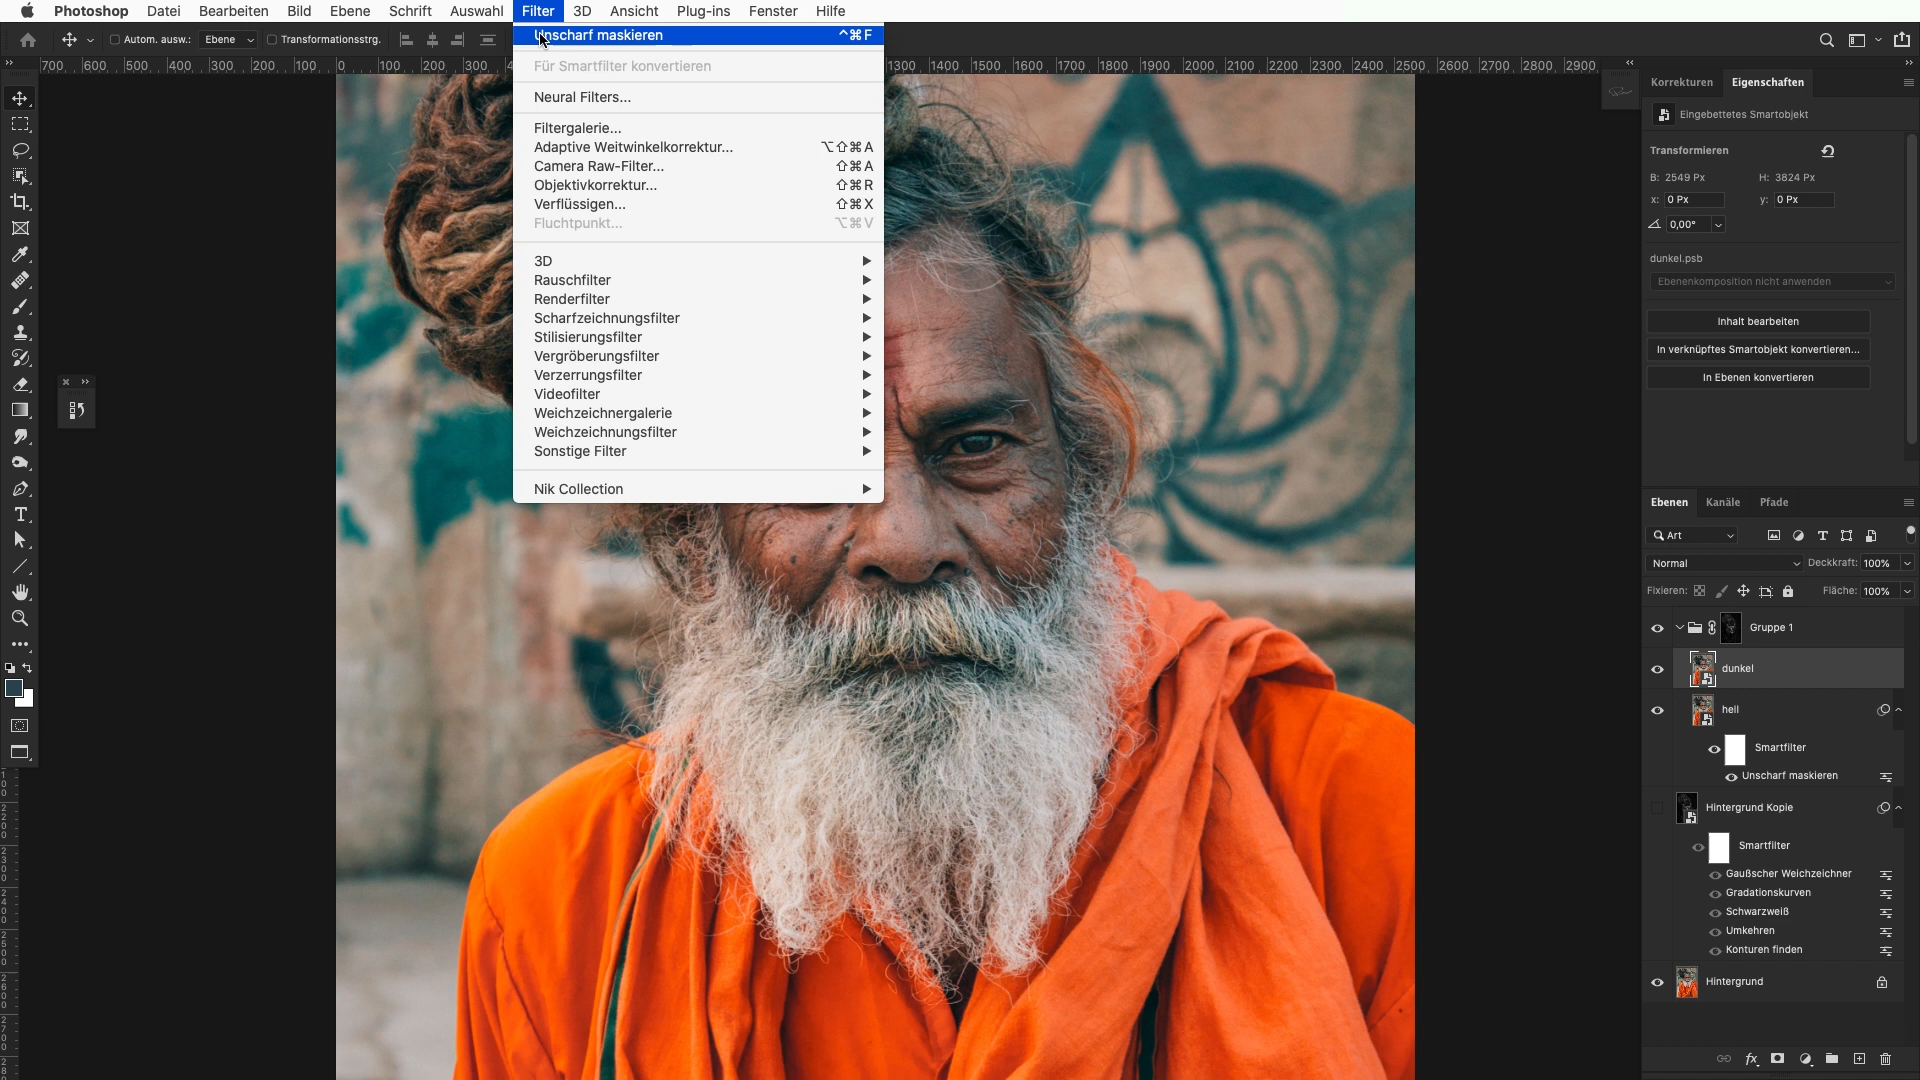 Photoshop Datei Bearbeiten Bild Ebene Schrift Auswahl Filter 3D Ansicht Plug-ins Fenster Hilfe
Autom. ausw.: Ebene Transformationsstrg.
700 600 500 400 300 200 100 0 100 200 300 1300 1400 1500 1600 1700 1800 1900 2000 2100 2200 2300 2400 2500 2600 2700 2800 2900
Unscharf maskieren ^⌘F
Für Smartfilter konvertieren
Neural Filters...
Filtergalerie...
Adaptive Weitwinkelkorrektur... ⌥⇧⌘A
Camera Raw-Filter... ⇧⌘A
Objektivkorrektur... ⇧⌘R
Verflüssigen... ⇧⌘X
Fluchtpunkt... ⌥⌘V
3D
Rauschfilter
Renderfilter
Scharfzeichnungsfilter
Stilisierungsfilter
Vergröberungsfilter
Verzerrungsfilter
Videofilter
Weichzeichnergalerie
Weichzeichnungsfilter
Sonstige Filter
Nik Collection
Korrekturen Eigenschaften
Eingebettetes Smartobjekt
Transformieren
B: 2549 Px H: 3824 Px
x: 0 Px y: 0 Px
0,00°
dunkel.psb
Ebenenkomposition nicht anwenden
Inhalt bearbeiten
In verknüpftes Smartobjekt konvertieren...
In Ebenen konvertieren
Ebenen Kanäle Pfade
Art
Normal Deckkraft: 100%
Fixieren: Fläche: 100%
Gruppe 1
dunkel
hell
Smartfilter
Unscharf maskieren
Hintergrund Kopie
Smartfilter
Gaußscher Weichzeichner
Gradationskurven
Schwarzweiß
Umkehren
Konturen finden
Hintergrund
fx